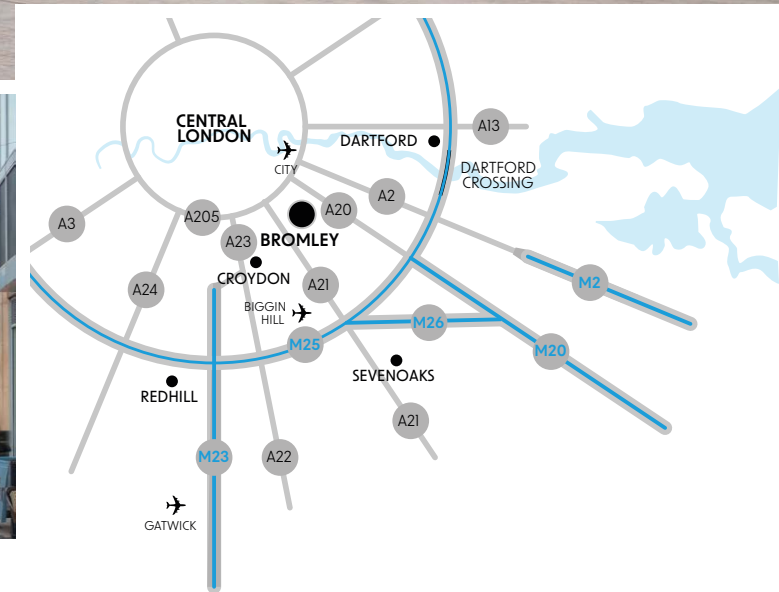 CENTRAL
LONDON
CITY
DARTFORD
A13
DARTFORD
CROSSING
A3
A205
A20
A2
A23
BROMLEY
A24
CROYDON
A21
BIGGIN
HILL
M2
M25
M26
M20
REDHILL
SEVENOAKS
A21
M23
A22
GATWICK